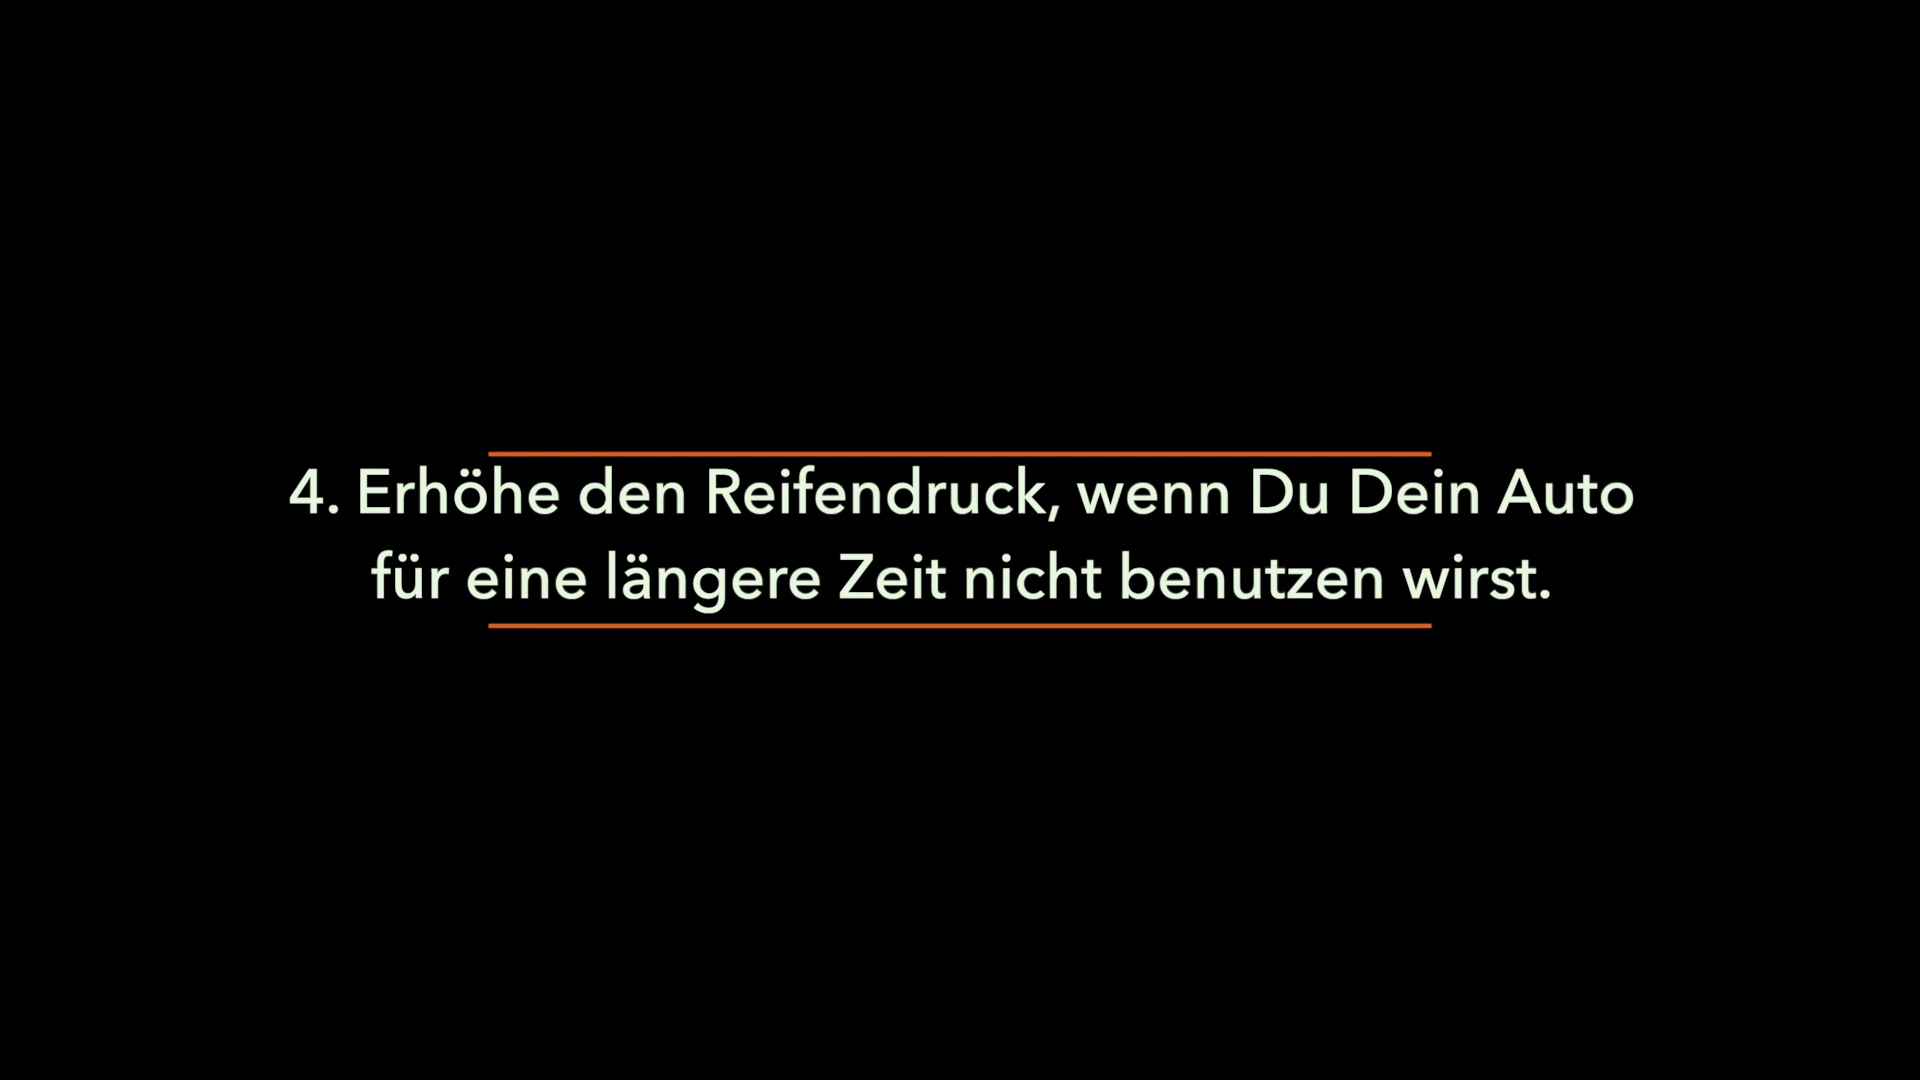 4. Erhöhe den Reifendruck, wenn Du Dein Auto
für eine längere Zeit nicht benutzen wirst.